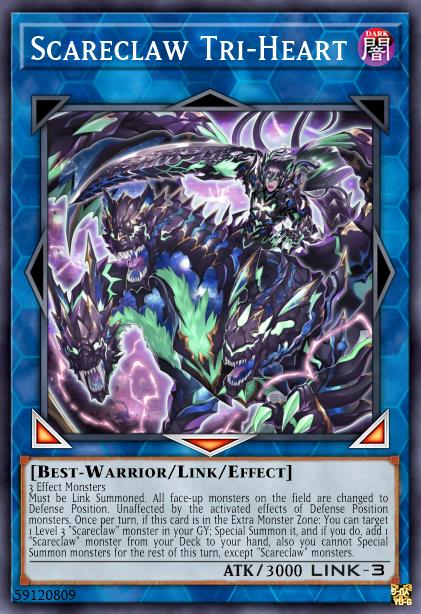 SCARECLAW TRI-HEART
DARK
闇
[BEST-WARRIOR/LINK/EFFECT]
3 Effect Monsters
Must be Link Summoned. All face-up monsters on the field are changed to
Defense Position. Unaffected by the activated effects of Defense Position
monsters. Once per turn, if this card is in the Extra Monster Zone: You can target
1 Level 3 "Scareclaw" monster in your GY; Special Summon it, and if you do, add 1
"Scareclaw" monster from your Deck to your hand, also you cannot Special
Summon monsters for the rest of this turn, except "Scareclaw" monsters.
ATK/3000 LINK-3
59120809